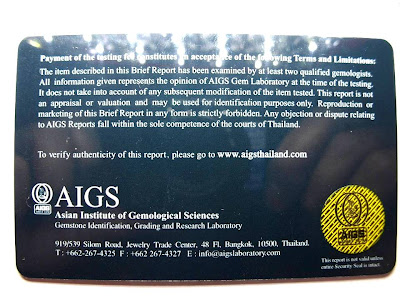 Payment of the testing fee constitutes an acceptance of the following Terms and Limitations:
The item described in this Brief Report has been examined by at least two qualified gemologists.
All information given represents the opinion of AIGS Gem Laboratory at the time of the testing.
It does not take into account of any subsequent modification of the item tested. This report is not
an appraisal or valuation and may be used for identification purposes only. Reproduction or
marketing of this Brief Report in any form is strictly forbidden. Any objection or dispute relating
to AIGS Reports fall within the sole competence of the courts of Thailand.
To verify authenticity of this report, please go to www.aigsthailand.com
AIGS
AIGS
Asian Institute of Gemological Sciences
Gemstone Identification, Grading and Research Laboratory
919/539 Silom Road, Jewelry Trade Center, 48 Fl, Bangkok, 10500, Thailand.
T : +662-267-4325 F : +662 267-4327 E : info@aigslaboratory.com
AIGS
This report is not valid unless
entire Security Seal is intact